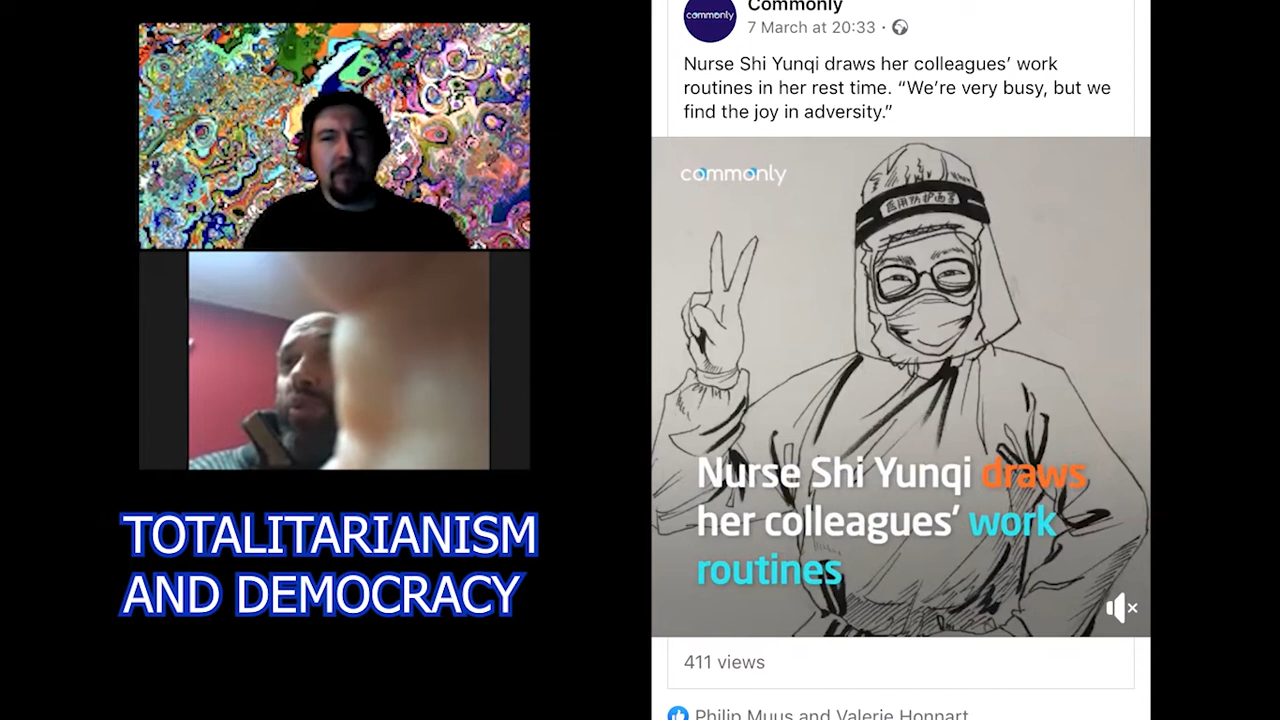 TOTALITARIANISM
AND DEMOCRACY
commonly
Commonly
7 March at 20:33 ·
Nurse Shi Yunqi draws her colleagues’ work
routines in her rest time. “We’re very busy, but we
find the joy in adversity.”
commonly
Nurse Shi Yunqi draws
her colleagues’ work
routines
411 views
Philip Muus and Valerie Honnart